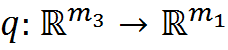 q: ℝ^{m_3} → ℝ^{m_1}